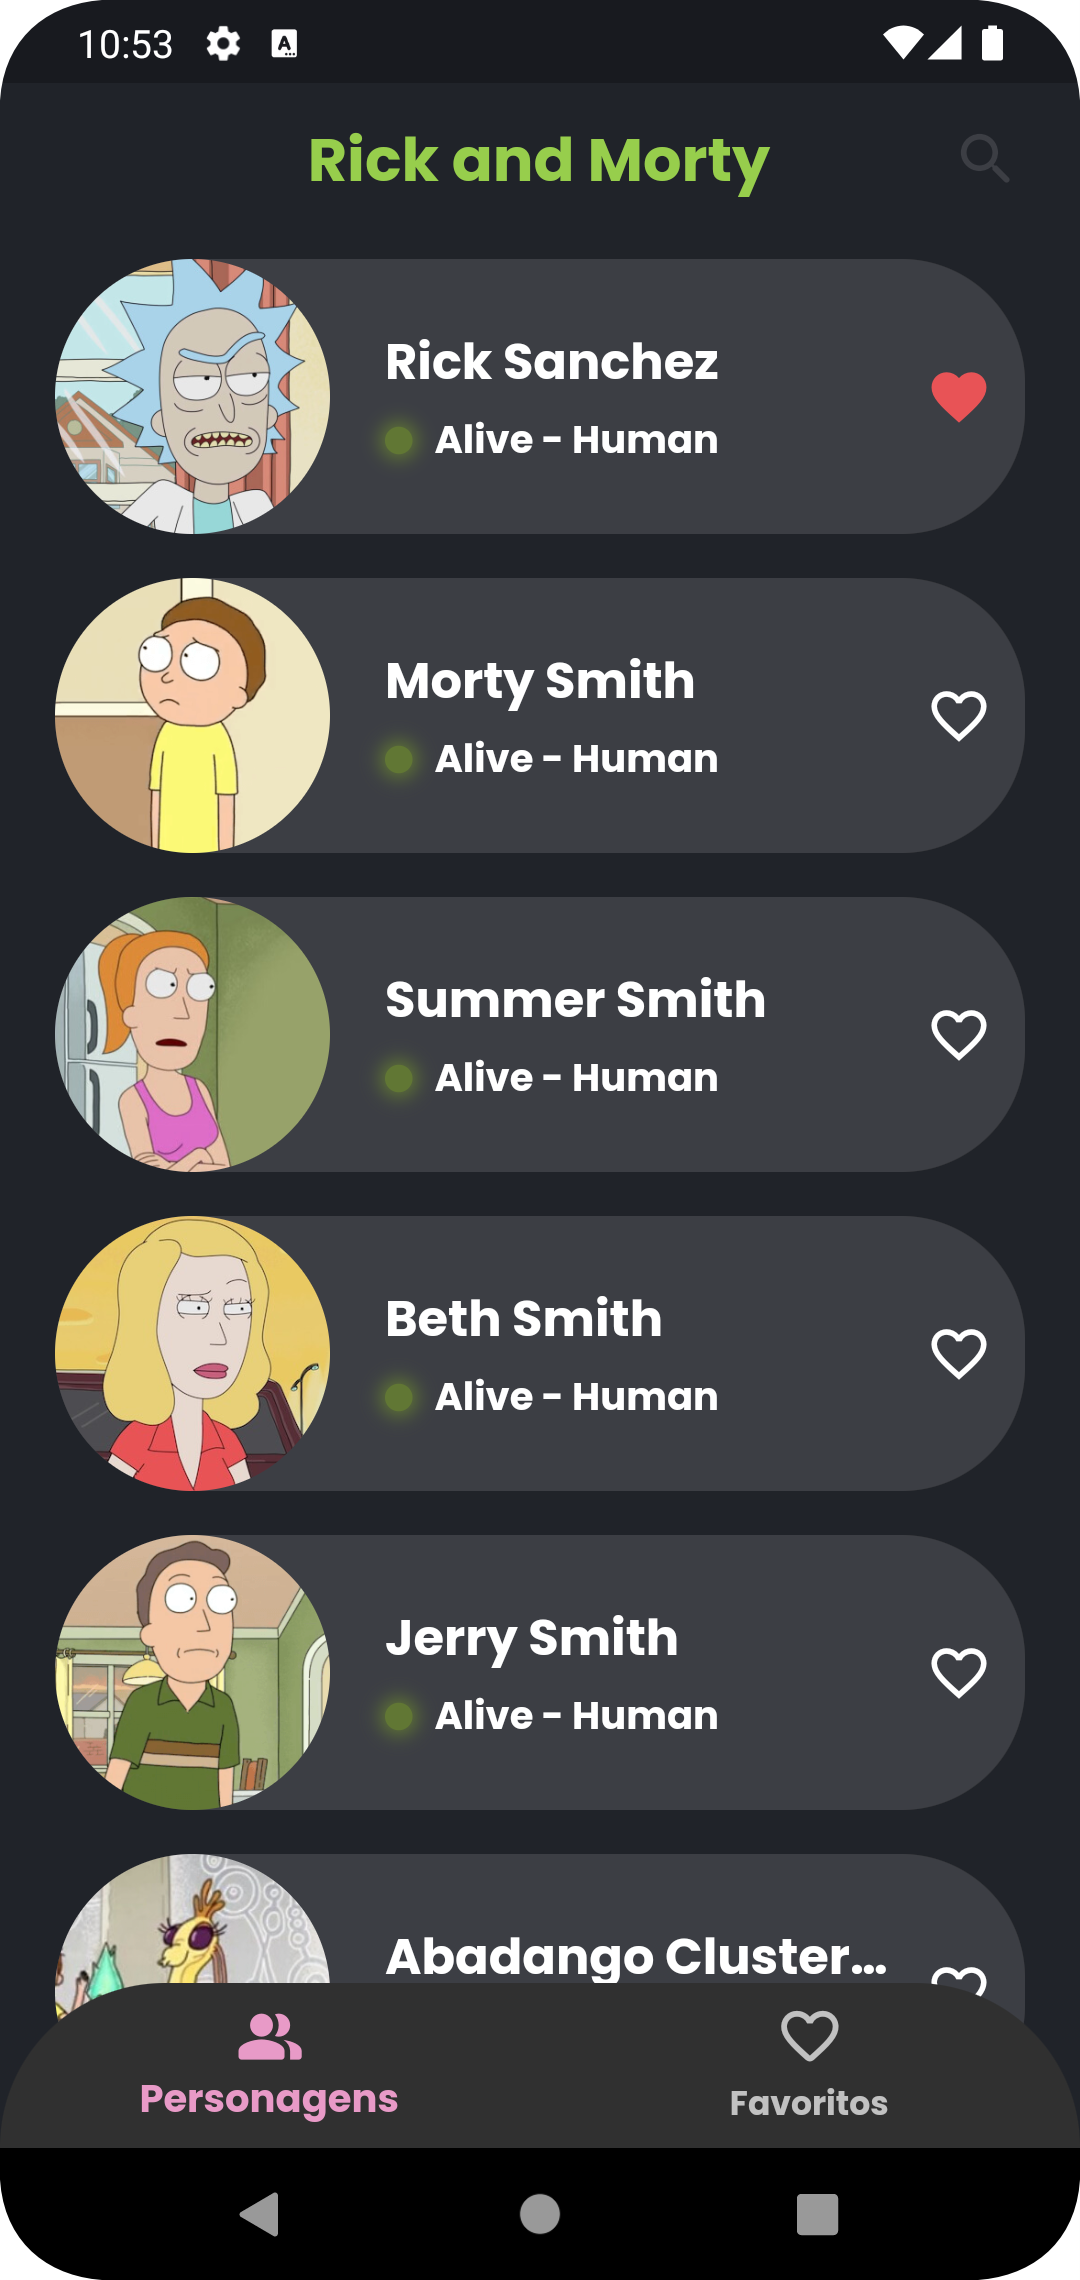 10:53
Rick and Morty
Rick Sanchez
Alive - Human
Morty Smith
Alive - Human
Summer Smith
Alive - Human
Beth Smith
Alive - Human
Jerry Smith
Alive - Human
Abadango Cluster...
Personagens
Favoritos